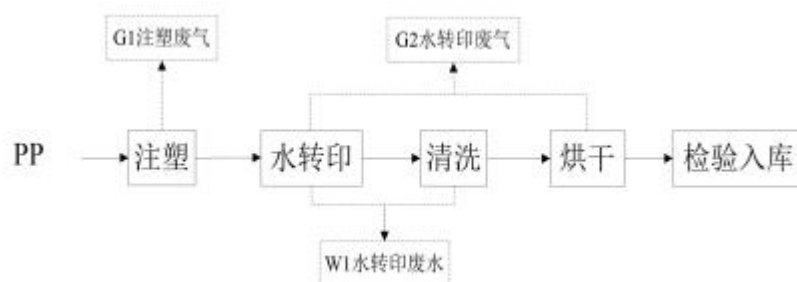 G1注塑废气
G2水转印废气
PP
注塑
水转印
清洗
烘干
检验入库
W1水转印废水